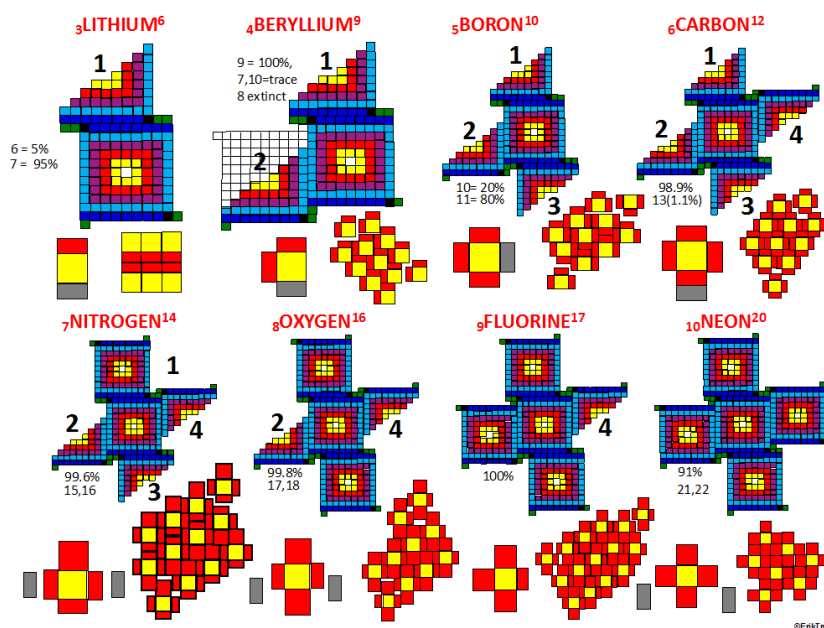 ₃LITHIUM⁶
1
6 = 5%
7 = 95%
₄BERYLLIUM⁹
9 = 100%,
7,10=trace
8 extinct
1
2
₅BORON¹⁰
1
2
10= 20%
11= 80%
3
₆CARBON¹²
1
2
4
98.9%
13(1.1%)
3
₇NITROGEN¹⁴
1
2
4
99.6%
15,16
3
₈OXYGEN¹⁶
2
4
99.8%
17,18
₉FLUORINE¹⁷
4
100%
₁₀NEON²⁰
91%
21,22